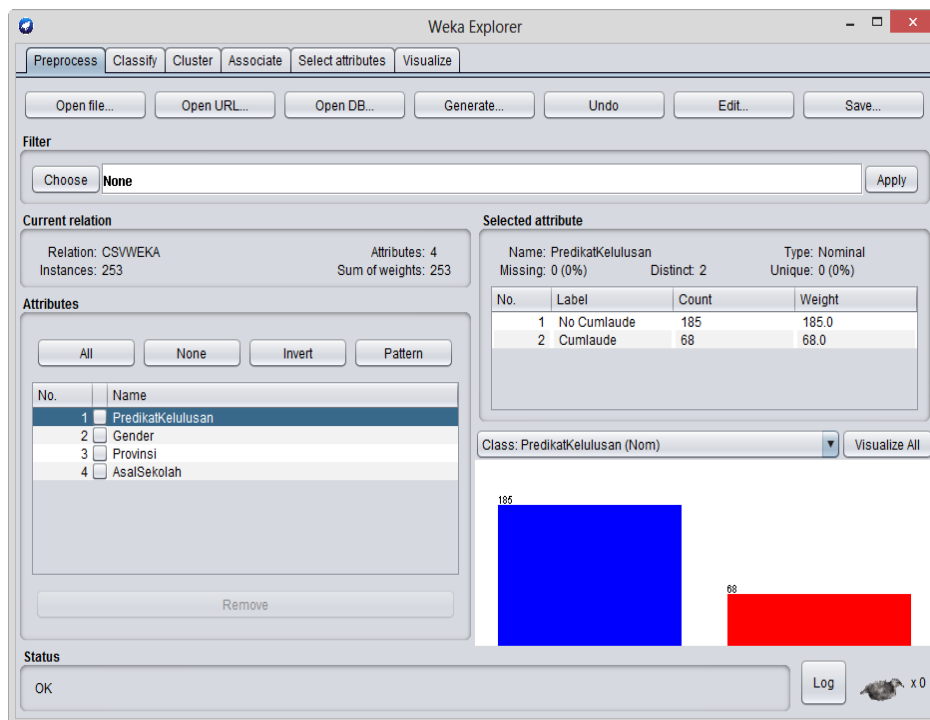 Weka Explorer
Preprocess Classify Cluster Associate Select attributes Visualize
Open file... Open URL... Open DB... Generate... Undo Edit... Save...
Filter
Choose None Apply
Current relation
Relation: CSVWEKA Attributes: 4
Instances: 253 Sum of weights: 253
Attributes
All None Invert Pattern
No. Name
1 PredikatKelulusan
2 Gender
3 Provinsi
4 AsalSekolah
Remove
Selected attribute
Name: PredikatKelulusan Type: Nominal
Missing: 0 (0%) Distinct: 2 Unique: 0 (0%)
No. Label Count Weight
1 No Cumlaude 185 185.0
2 Cumlaude 68 68.0
Class: PredikatKelulusan (Nom) Visualize All
185
68
Status
OK Log x 0